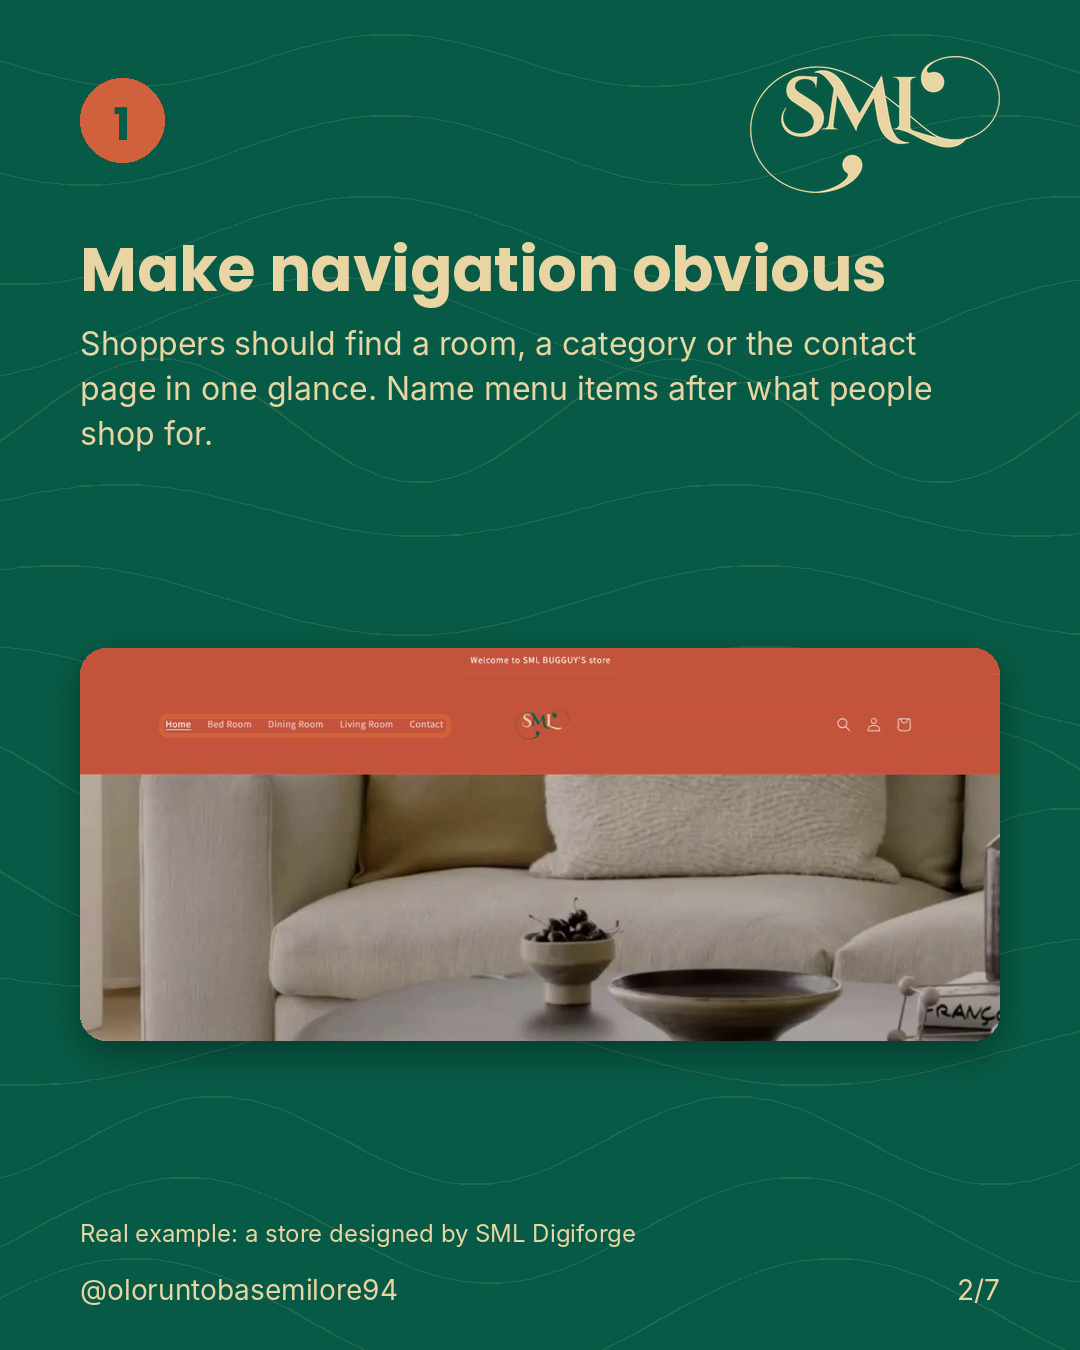 1
SML
Make navigation obvious
Shoppers should find a room, a category or the contact
page in one glance. Name menu items after what people
shop for.
Welcome to SML BUGGUY'S store
Home Bed Room Dining Room Living Room Contact
SML
FRANÇ
Real example: a store designed by SML Digiforge
@oloruntobasemilore94
2/7